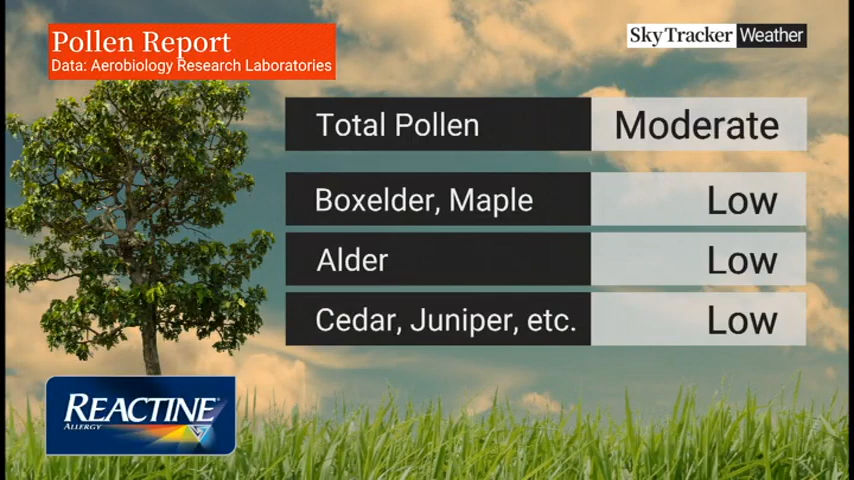 Pollen Report
Data: Aerobiology Research Laboratories
SkyTracker Weather
Total Pollen Moderate
Boxelder, Maple Low
Alder Low
Cedar, Juniper, etc. Low
REACTINE®
ALLERGY